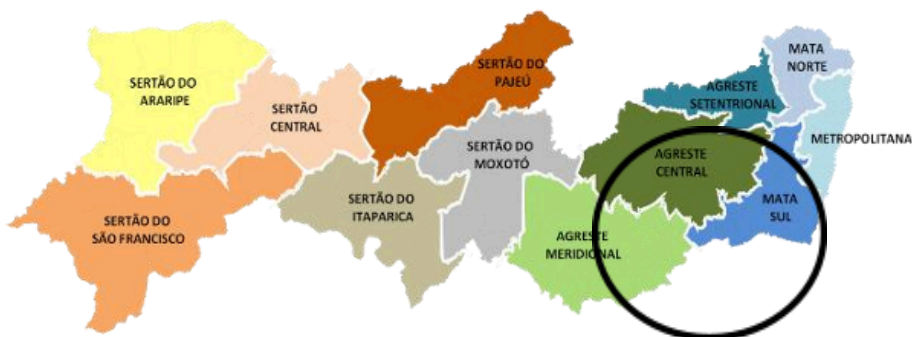 SERTÃO DO
ARARIPE
SERTÃO
CENTRAL
SERTÃO DO
PAJEÚ
SERTÃO DO
SÃO FRANCISCO
SERTÃO DO
ITAPARICA
SERTÃO DO
MOXOTÓ
AGRESTE
SETENTRIONAL
MATA
NORTE
METROPOLITANA
AGRESTE
CENTRAL
MATA
SUL
AGRESTE
MERIDIONAL